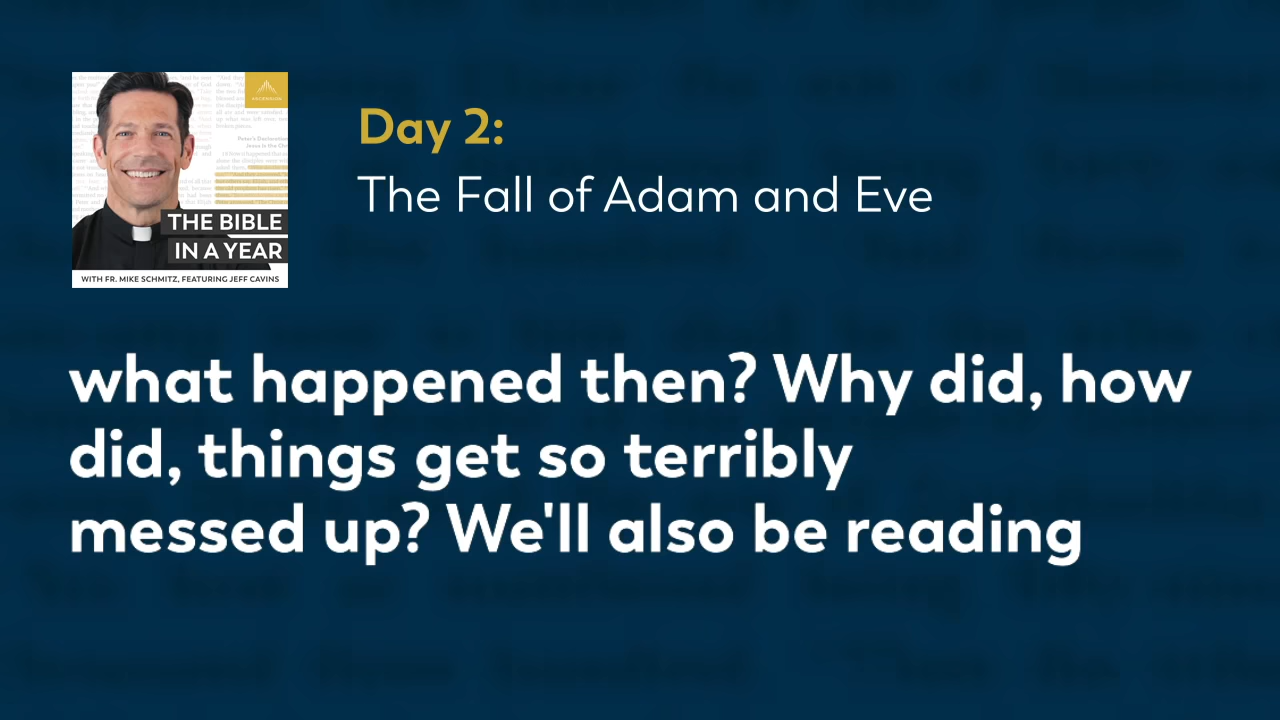 THE BIBLE
IN A YEAR
WITH FR. MIKE SCHMITZ, FEATURING JEFF CAVINS
Day 2:
The Fall of Adam and Eve
what happened then? Why did, how
did, things get so terribly
messed up? We'll also be reading